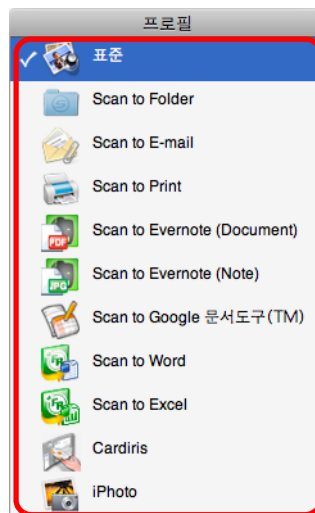 프로필
표준
Scan to Folder
Scan to E-mail
Scan to Print
PDF
Scan to Evernote (Document)
JPG
Scan to Evernote (Note)
Scan to Google 문서도구(TM)
Scan to Word
Scan to Excel
Cardiris
iPhoto